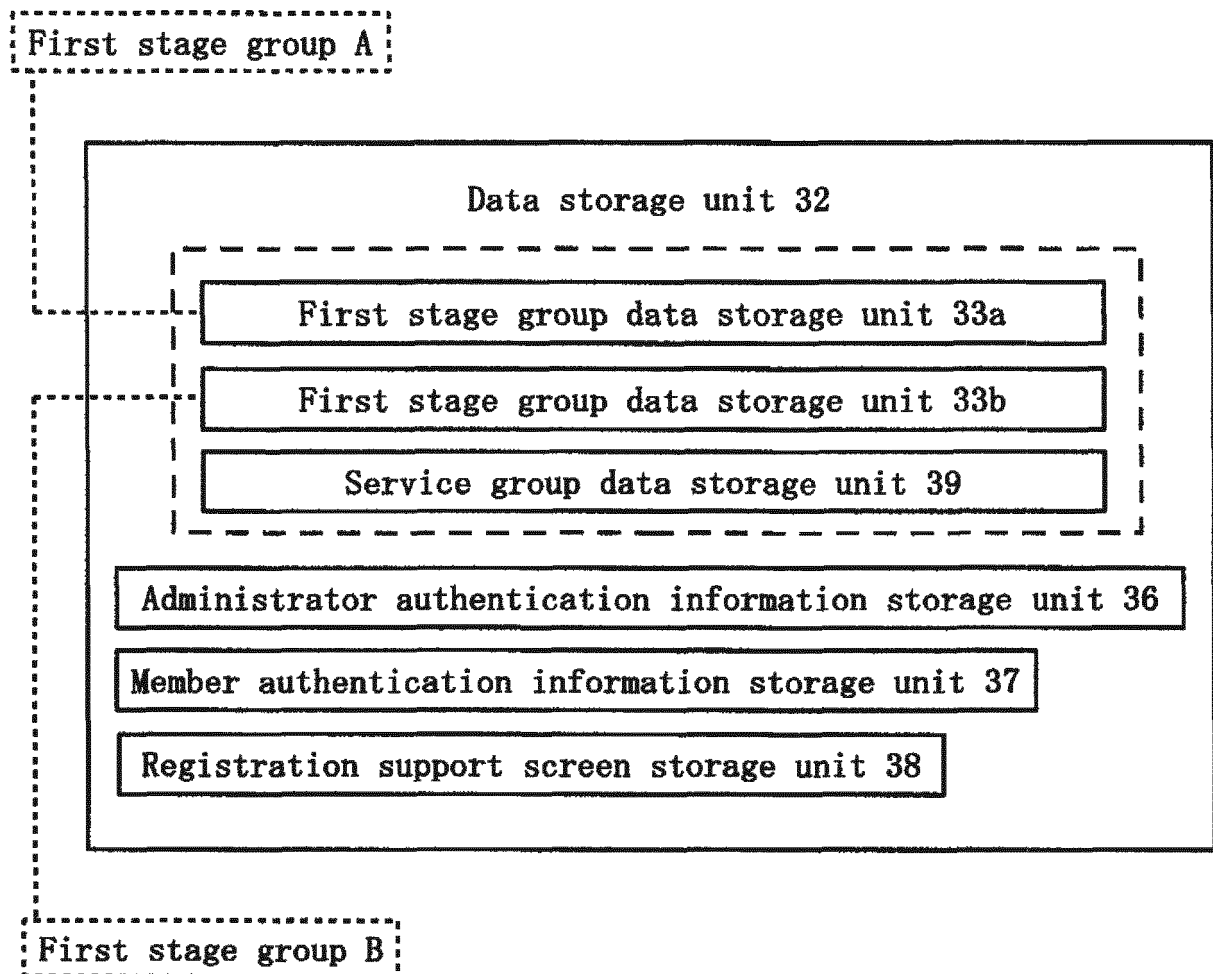 First stage group A
Data storage unit 32
First stage group data storage unit 33a
First stage group data storage unit 33b
Service group data storage unit 39
Administrator authentication information storage unit 36
Member authentication information storage unit 37
Registration support screen storage unit 38
First stage group B